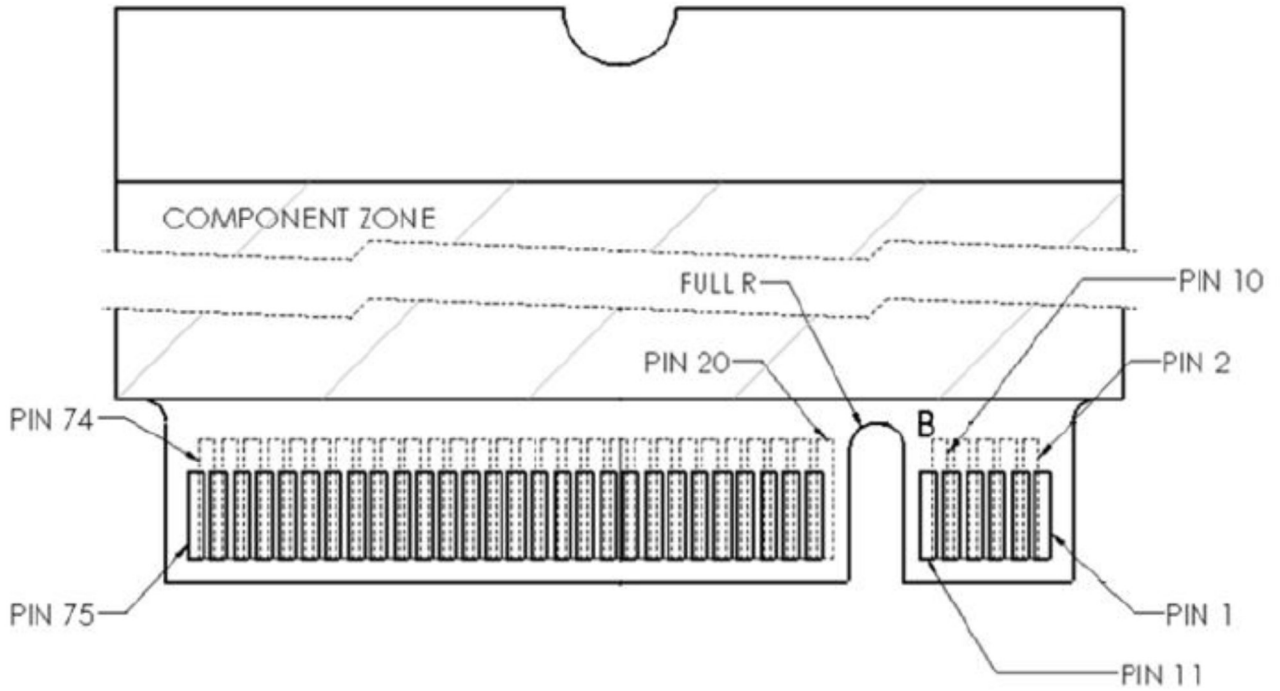 COMPONENT ZONE
FULL R
PIN 10
PIN 20
PIN 2
PIN 74
B
PIN 75
PIN 1
PIN 11